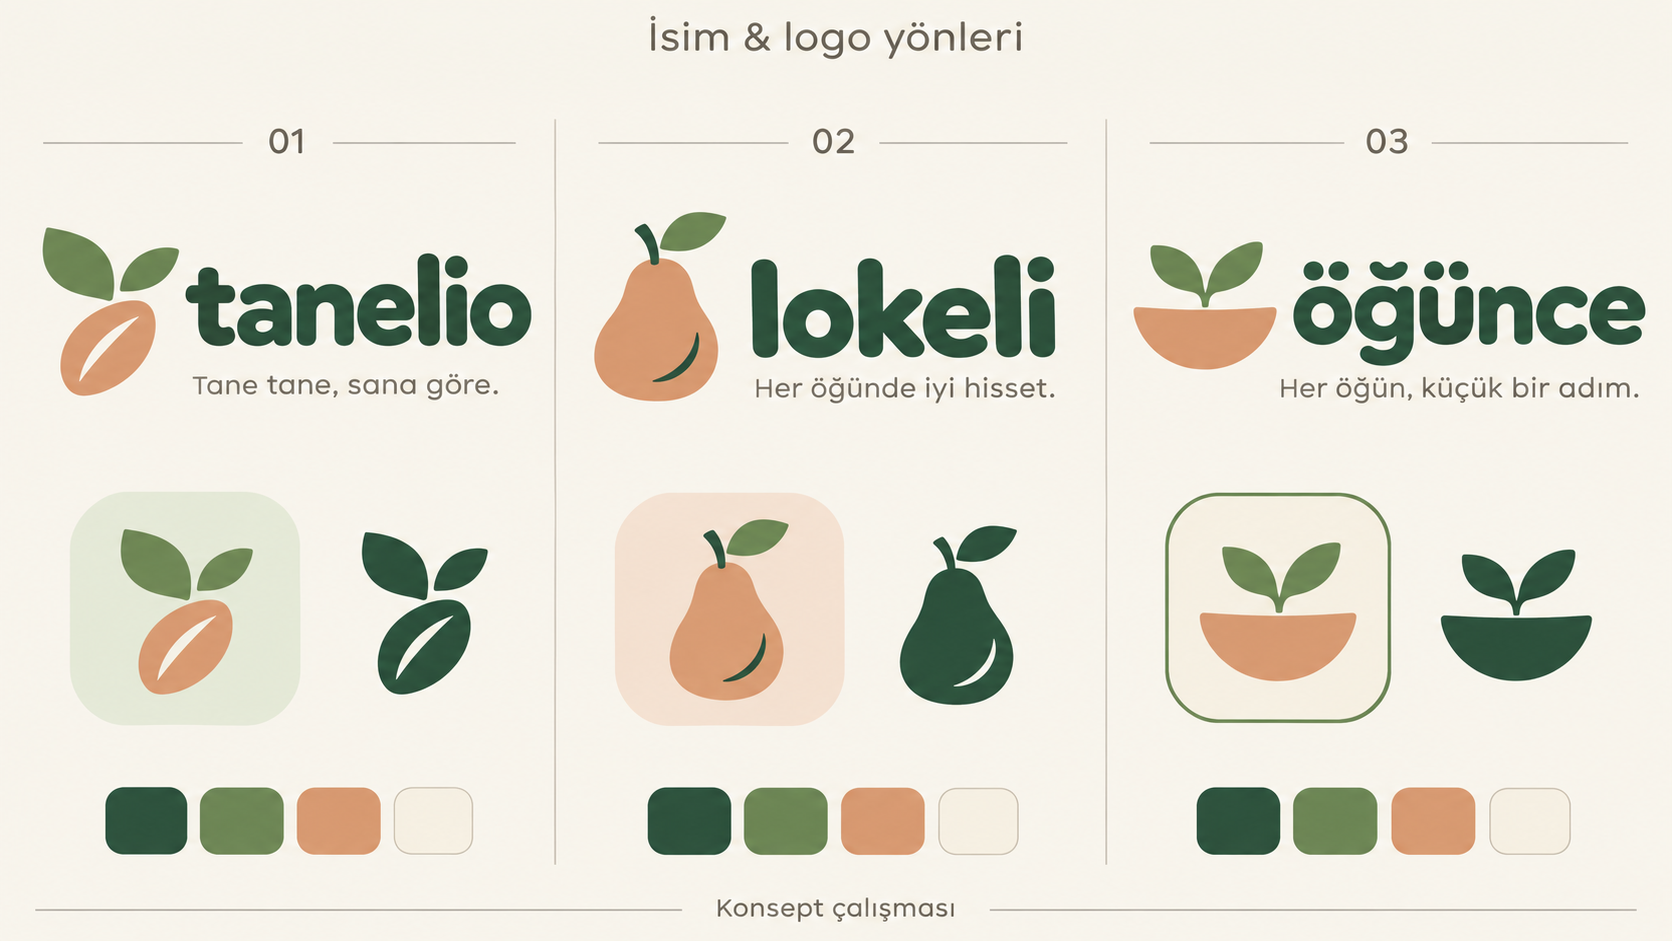 İsim & logo yönleri
01
tanelio
Tane tane, sana göre.
02
lokeli
Her öğünde iyi hisset.
03
öğünce
Her öğün, küçük bir adım.
Konsept çalışması